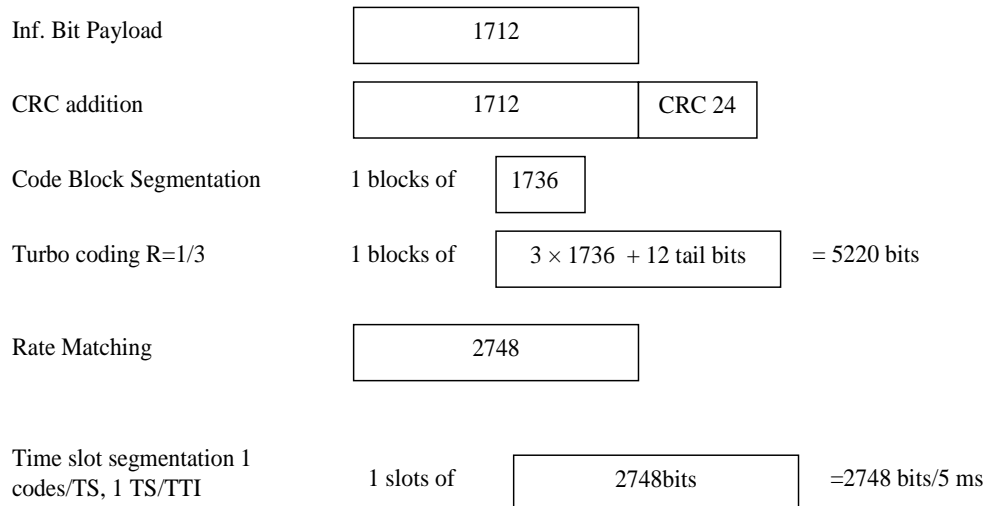 Inf. Bit Payload 1712
CRC addition 1712 CRC 24
Code Block Segmentation 1 blocks of 1736
Turbo coding R=1/3 1 blocks of 3 × 1736 + 12 tail bits = 5220 bits
Rate Matching 2748
Time slot segmentation 1
codes/TS, 1 TS/TTI 1 slots of 2748bits =2748 bits/5 ms